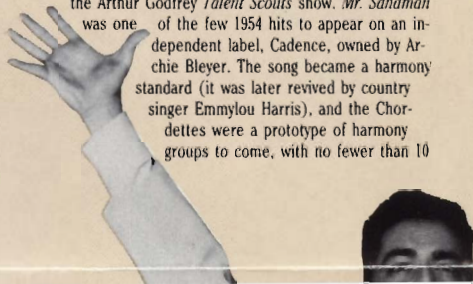 the Arthur Godfrey Talent Scouts show. Mr. Sandman
was one of the few 1954 hits to appear on an in-
dependent label, Cadence, owned by Ar-
chie Bleyer. The song became a harmony
standard (it was later revived by country
singer Emmylou Harris), and the Chor-
dettes were a prototype of harmony
groups to come, with no fewer than 10